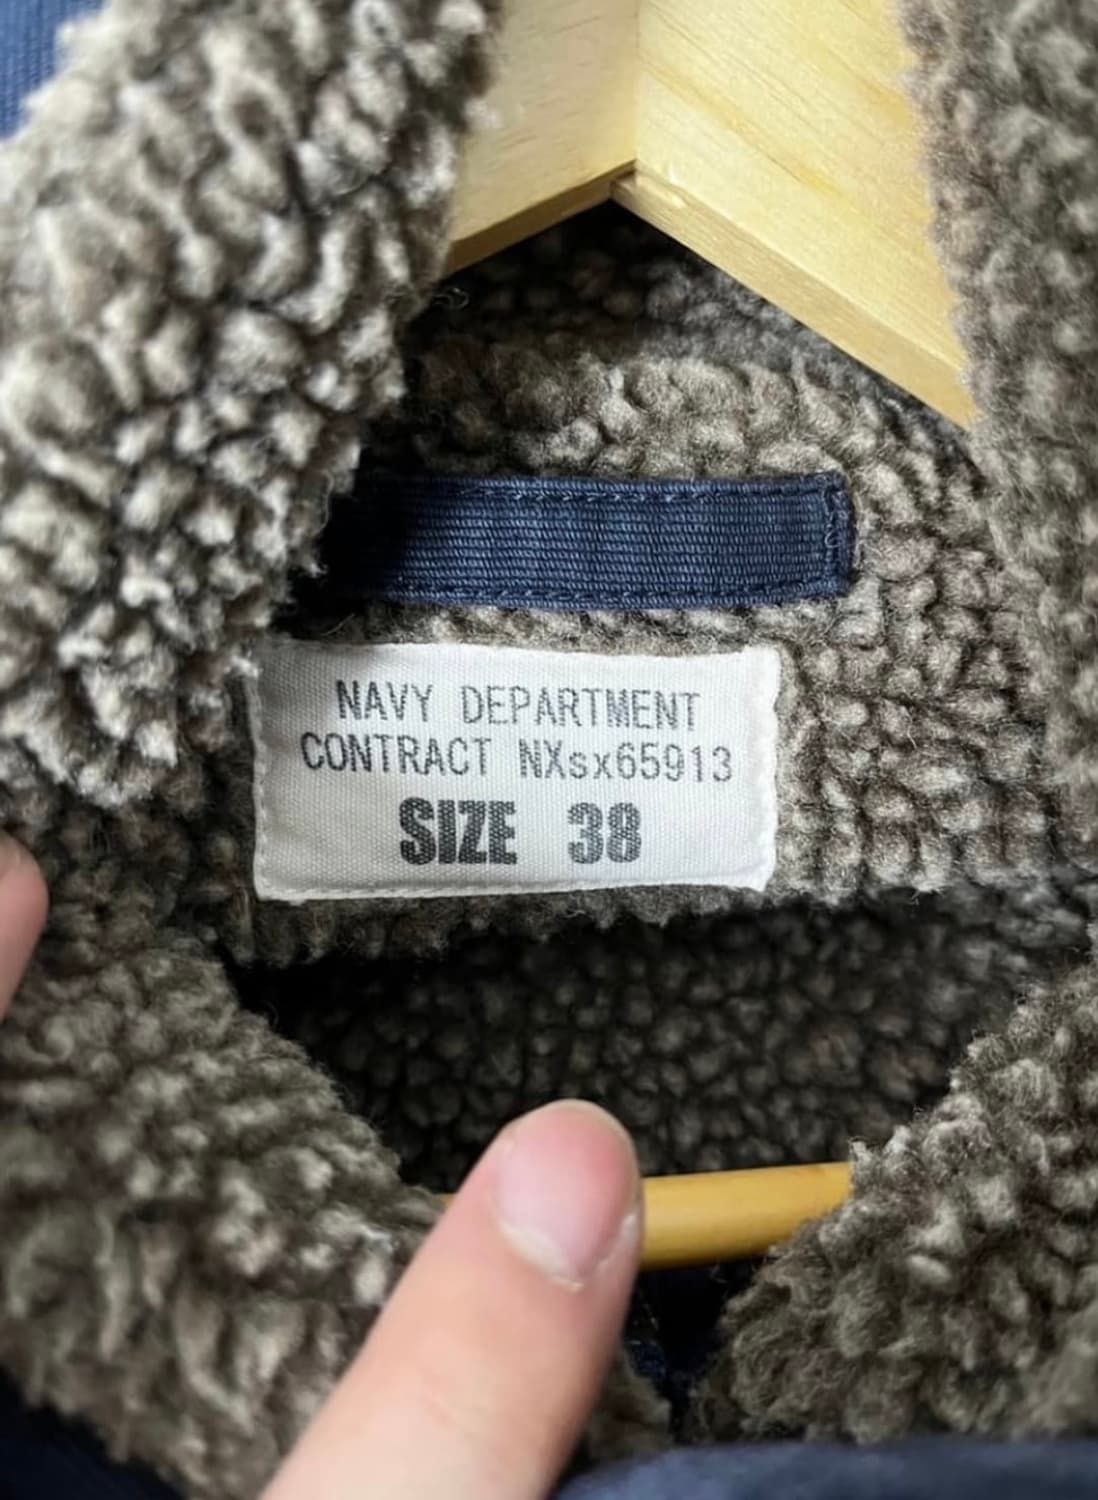 NAVY DEPARTMENT
CONTRACT NXsx65913
SIZE 38